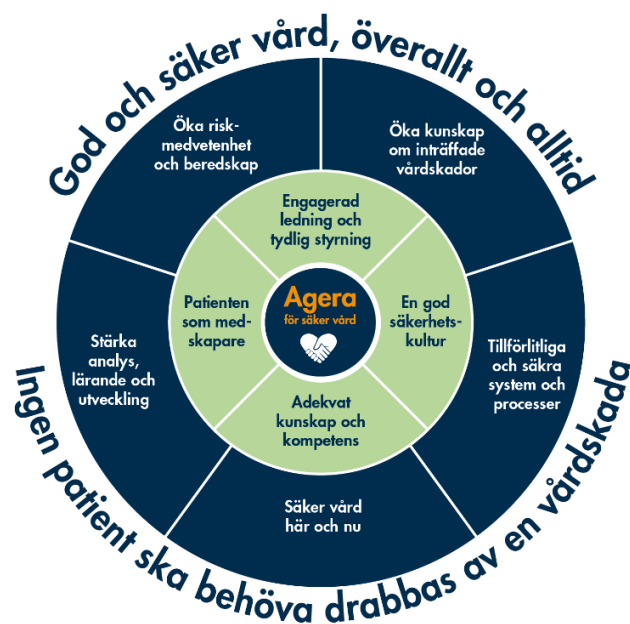 God och säker vård, överallt och alltid
Öka risk-
medvetenhet
och beredskap
Öka kunskap
om inträffade
vårdskador
Engagerad
ledning och
tydlig styrning
Patienten
som med-
skapare
Agera
för säker vård
En god
säkerhets-
kultur
Stärka
analys,
lärande och
utveckling
Tillförlitliga
och säkra
system och
processer
Adekvat
kunskap och
kompetens
Säker vård
här och nu
Ingen patient ska behöva drabbas av en vårdskada